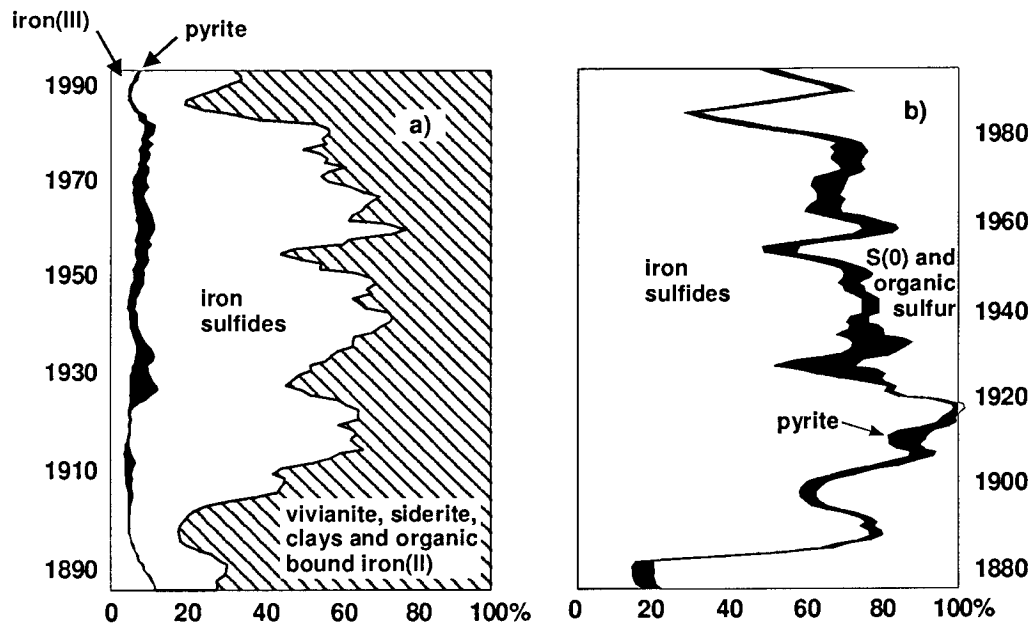 iron(III)
pyrite
1990
1970
1950
1930
1910
1890
a)
iron
sulfides
vivianite, siderite,
clays and organic
bound iron(II)
0
20
40
60
80
100%
b)
iron
sulfides
S(0) and
organic
sulfur
pyrite
1980
1960
1940
1920
1900
1880
0
20
40
60
80
100%